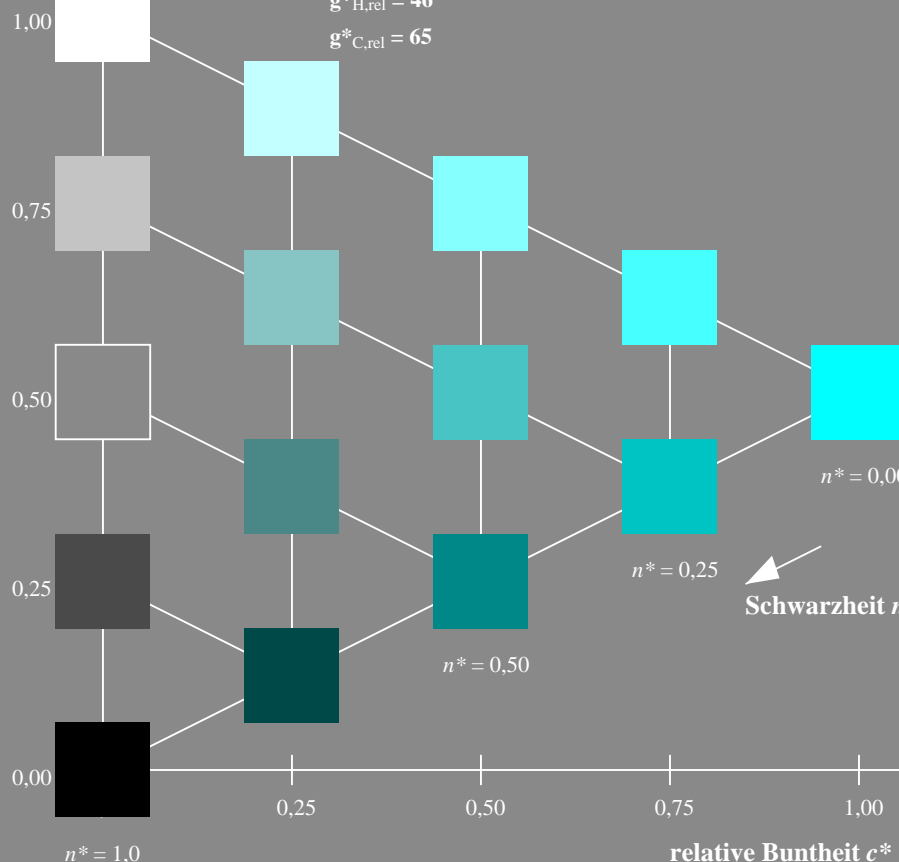 g*H,rel = 46
g*C,rel = 65
1,00
0,75
0,50
0,25
0,00
n* = 0,00
n* = 0,25
Schwarzheit n
n* = 0,50
0,25 0,50 0,75 1,00
n* = 1,0
relative Buntheit c*